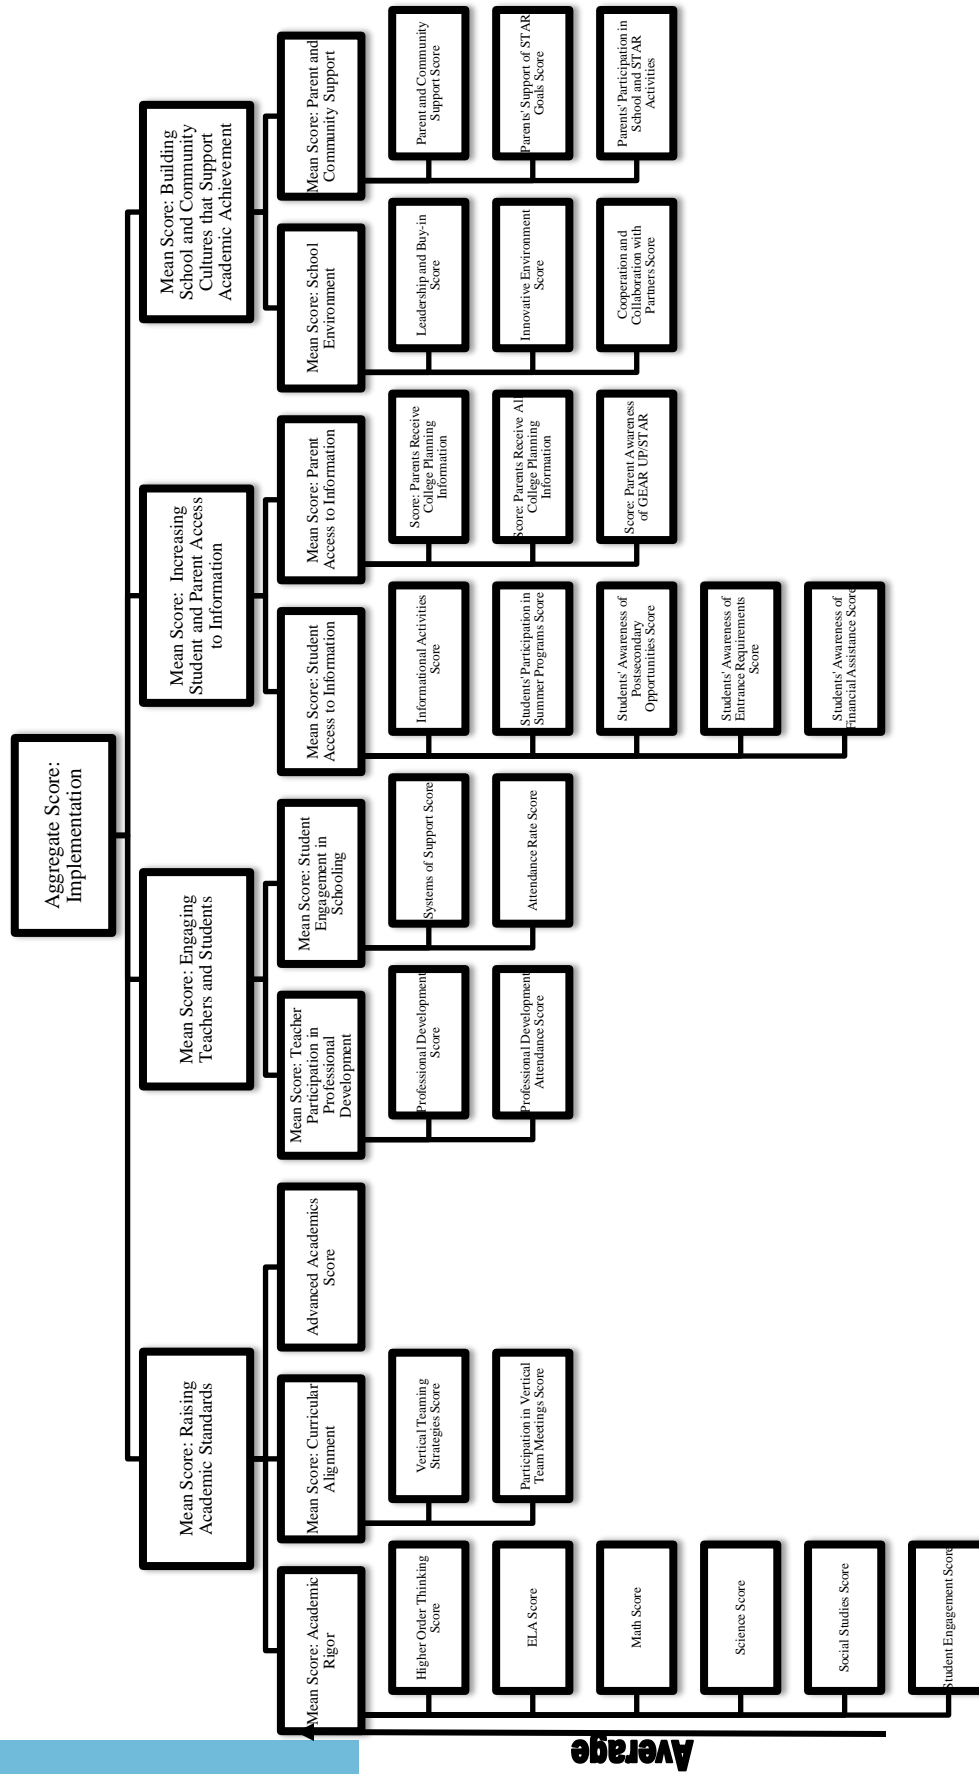 Aggregate Score:
Implementation
Mean Score: Raising
Academic Standards
Mean Score: Engaging
Teachers and Students
Mean Score: Increasing
Student and Parent Access
to Information
Mean Score: Building
School and Community
Cultures that Support
Academic Achievement
Mean Score: Academic
Rigor
Mean Score: Curricular
Alignment
Advanced Academics
Score
Mean Score: Teacher
Participation in
Professional
Development
Mean Score: Student
Engagement in
Schooling
Mean Score: Student
Access to Information
Mean Score: Parent
Access to Information
Mean Score: School
Environment
Mean Score: Parent and
Community Support
Higher Order Thinking
Score
ELA Score
Math Score
Science Score
Social Studies Score
Student Engagement Score
Vertical Teaming
Strategies Score
Participation in Vertical
Team Meetings Score
Professional Development
Score
Professional Development
Attendance Score
Systems of Support Score
Attendance Rate Score
Informational Activities
Score
Students' Participation in
Summer Programs Score
Students' Awareness of
Postsecondary
Opportunities Score
Students' Awareness of
Entrance Requirements
Score
Students' Awareness of
Financial Assistance Score
Score: Parents Receive
College Planning
Information
Score: Parents Receive All
College Planning
Information
Score: Parent Awareness
of GEAR UP/STAR
Leadership and Buy-in
Score
Innovative Environment
Score
Cooperation and
Collaboration with
Partners Score
Parent and Community
Support Score
Parents' Support of STAR
Goals Score
Parents' Participation in
School and STAR
Activities
Average